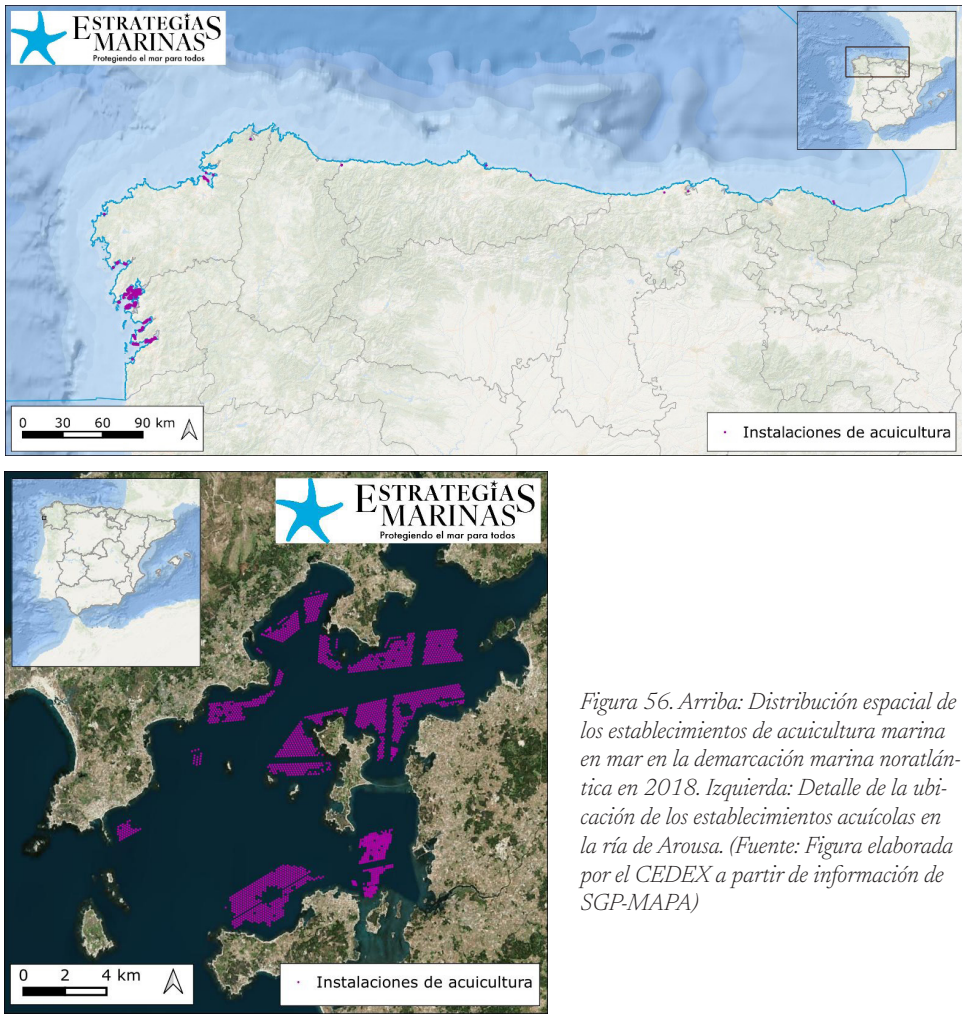 ESTRATEGIAS
MARINAS
Protegiendo el mar para todos
0 30 60 90 km
Instalaciones de acuicultura
ESTRATEGIAS
MARINAS
Protegiendo el mar para todos
0 2 4 km
Instalaciones de acuicultura
Figura 56. Arriba: Distribución espacial de
los establecimientos de acuicultura marina
en mar en la demarcación marina noratlán-
tica en 2018. Izquierda: Detalle de la ubi-
cación de los establecimientos acuícolas en
la ría de Arousa. (Fuente: Figura elaborada
por el CEDEX a partir de información de
SGP-MAPA)